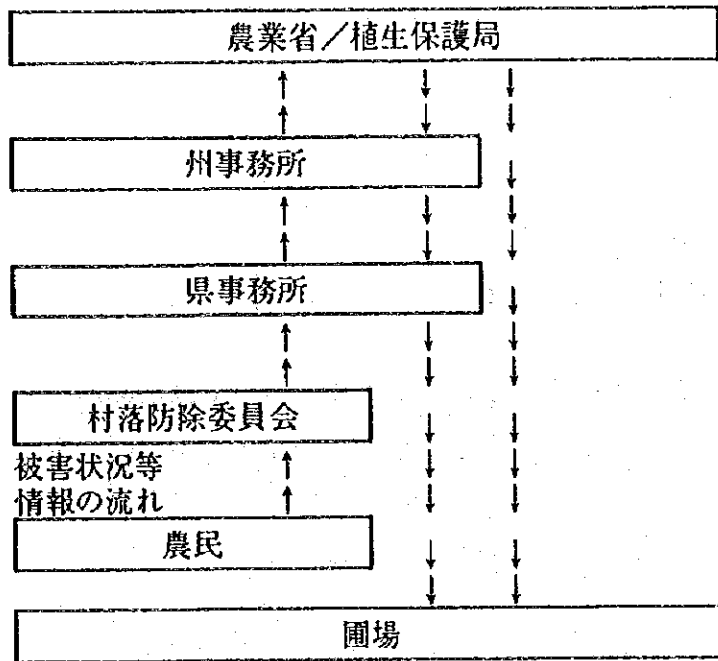 農業省／植生保護局
州事務所
県事務所
村落防除委員会
被害状況等
情報の流れ
農民
圃場